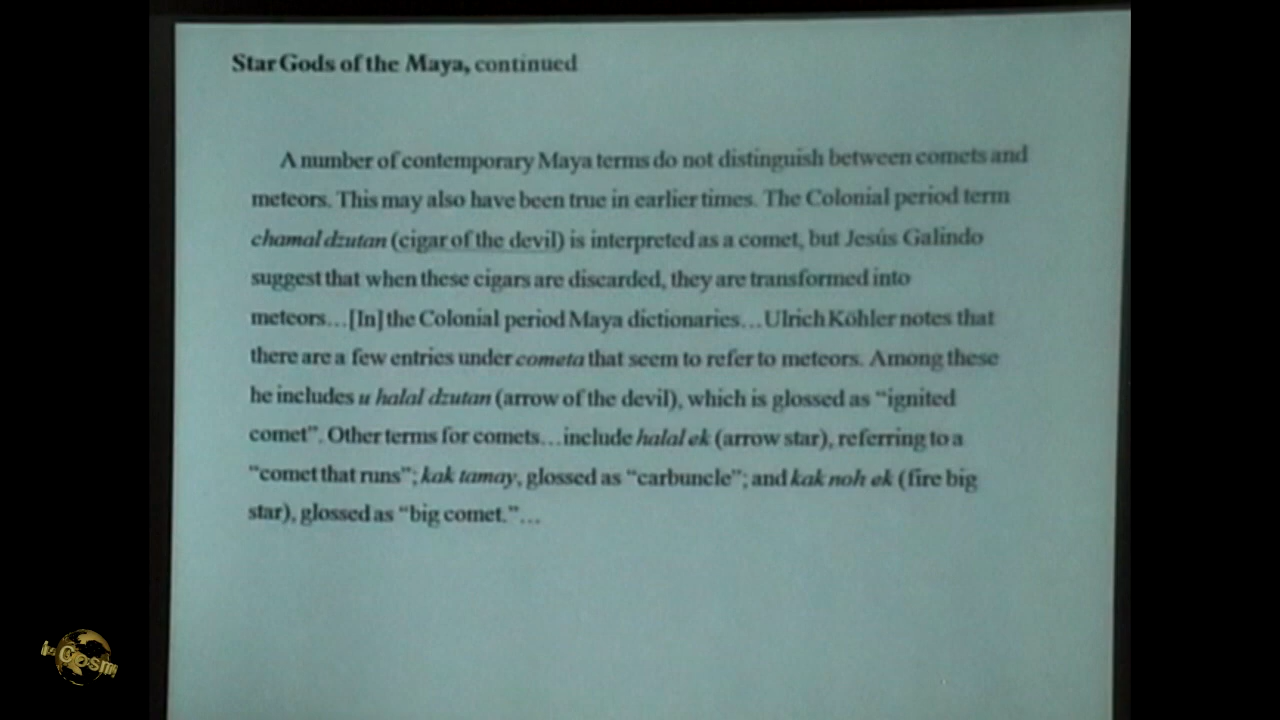 Star Gods of the Maya, continued
A number of contemporary Maya terms do not distinguish between comets and
meteors. This may also have been true in earlier times. The Colonial period term
chamal dzutan (cigar of the devil) is interpreted as a comet, but Jesús Galindo
suggest that when these cigars are discarded, they are transformed into
meteors…[In] the Colonial period Maya dictionaries…Ulrich Köhler notes that
there are a few entries under cometa that seem to refer to meteors. Among these
he includes u halal dzutan (arrow of the devil), which is glossed as “ignited
comet”. Other terms for comets…include halal ek (arrow star), referring to a
“comet that runs”; kak tamay, glossed as “carbuncle”; and kak noh ek (fire big
star), glossed as “big comet.”…